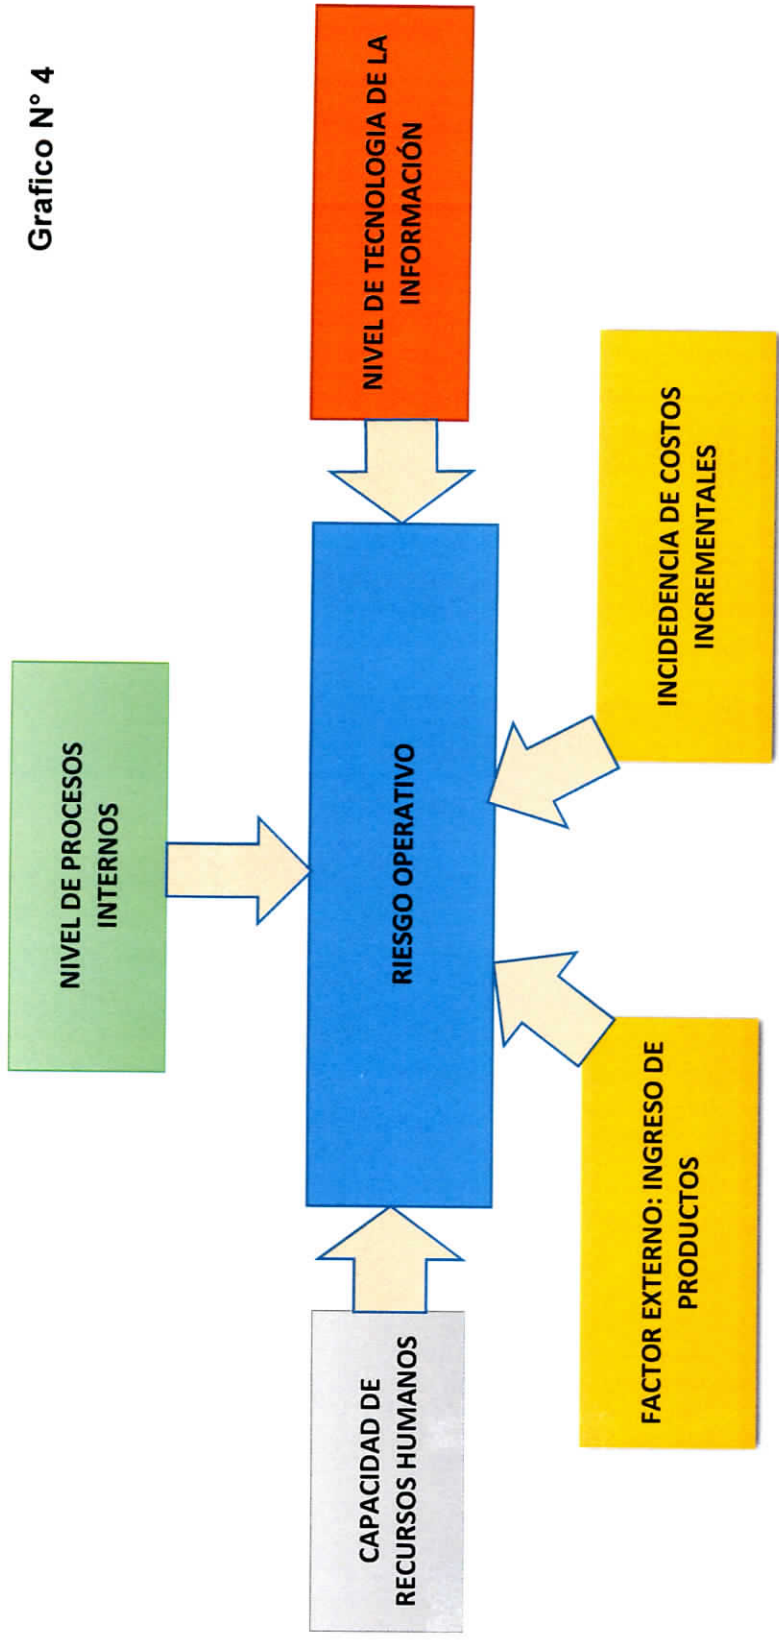 Grafico N° 4
NIVEL DE PROCESOS
INTERNOS
CAPACIDAD DE
RECURSOS HUMANOS
RIESGO OPERATIVO
NIVEL DE TECNOLOGIA DE LA
INFORMACIÓN
FACTOR EXTERNO: INGRESO DE
PRODUCTOS
INCIDEDENCIA DE COSTOS
INCREMENTALES